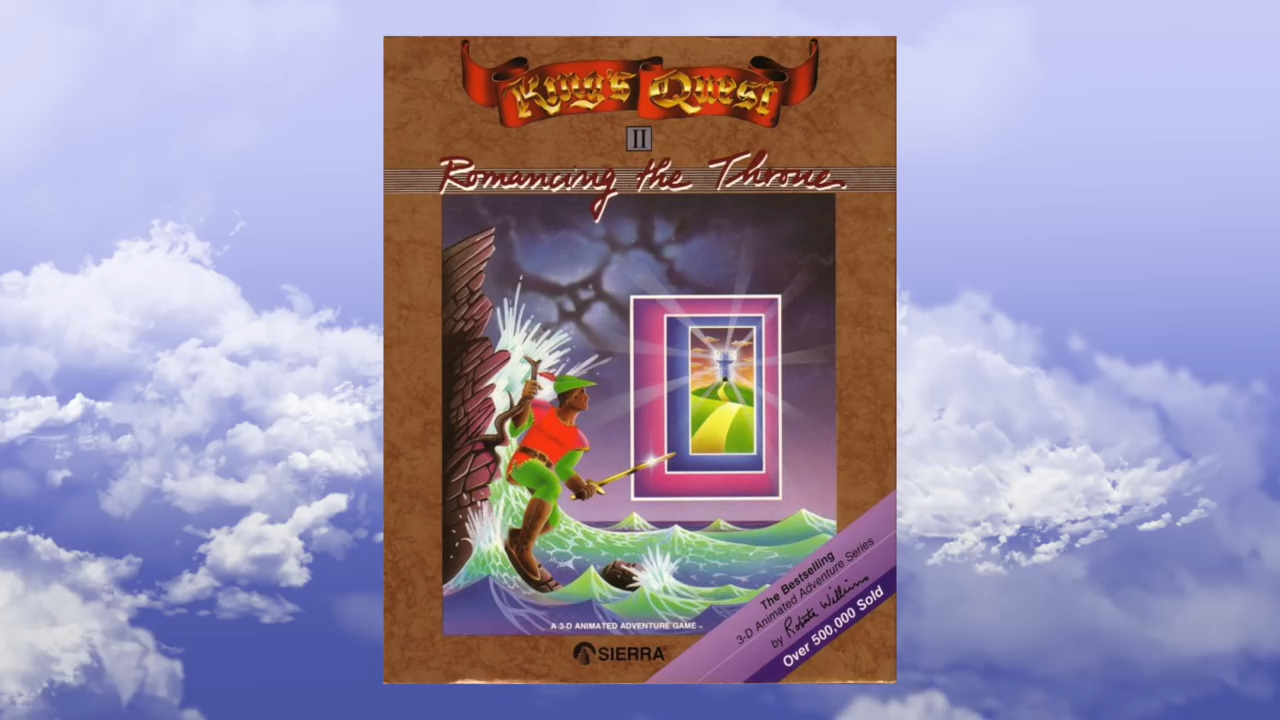 King's Quest
II
Romancing the Throne
The Bestselling
3-D Animated Adventure Series
by Roberta Williams
Over 500,000 Sold
A 3-D ANIMATED ADVENTURE GAME™
SIERRA